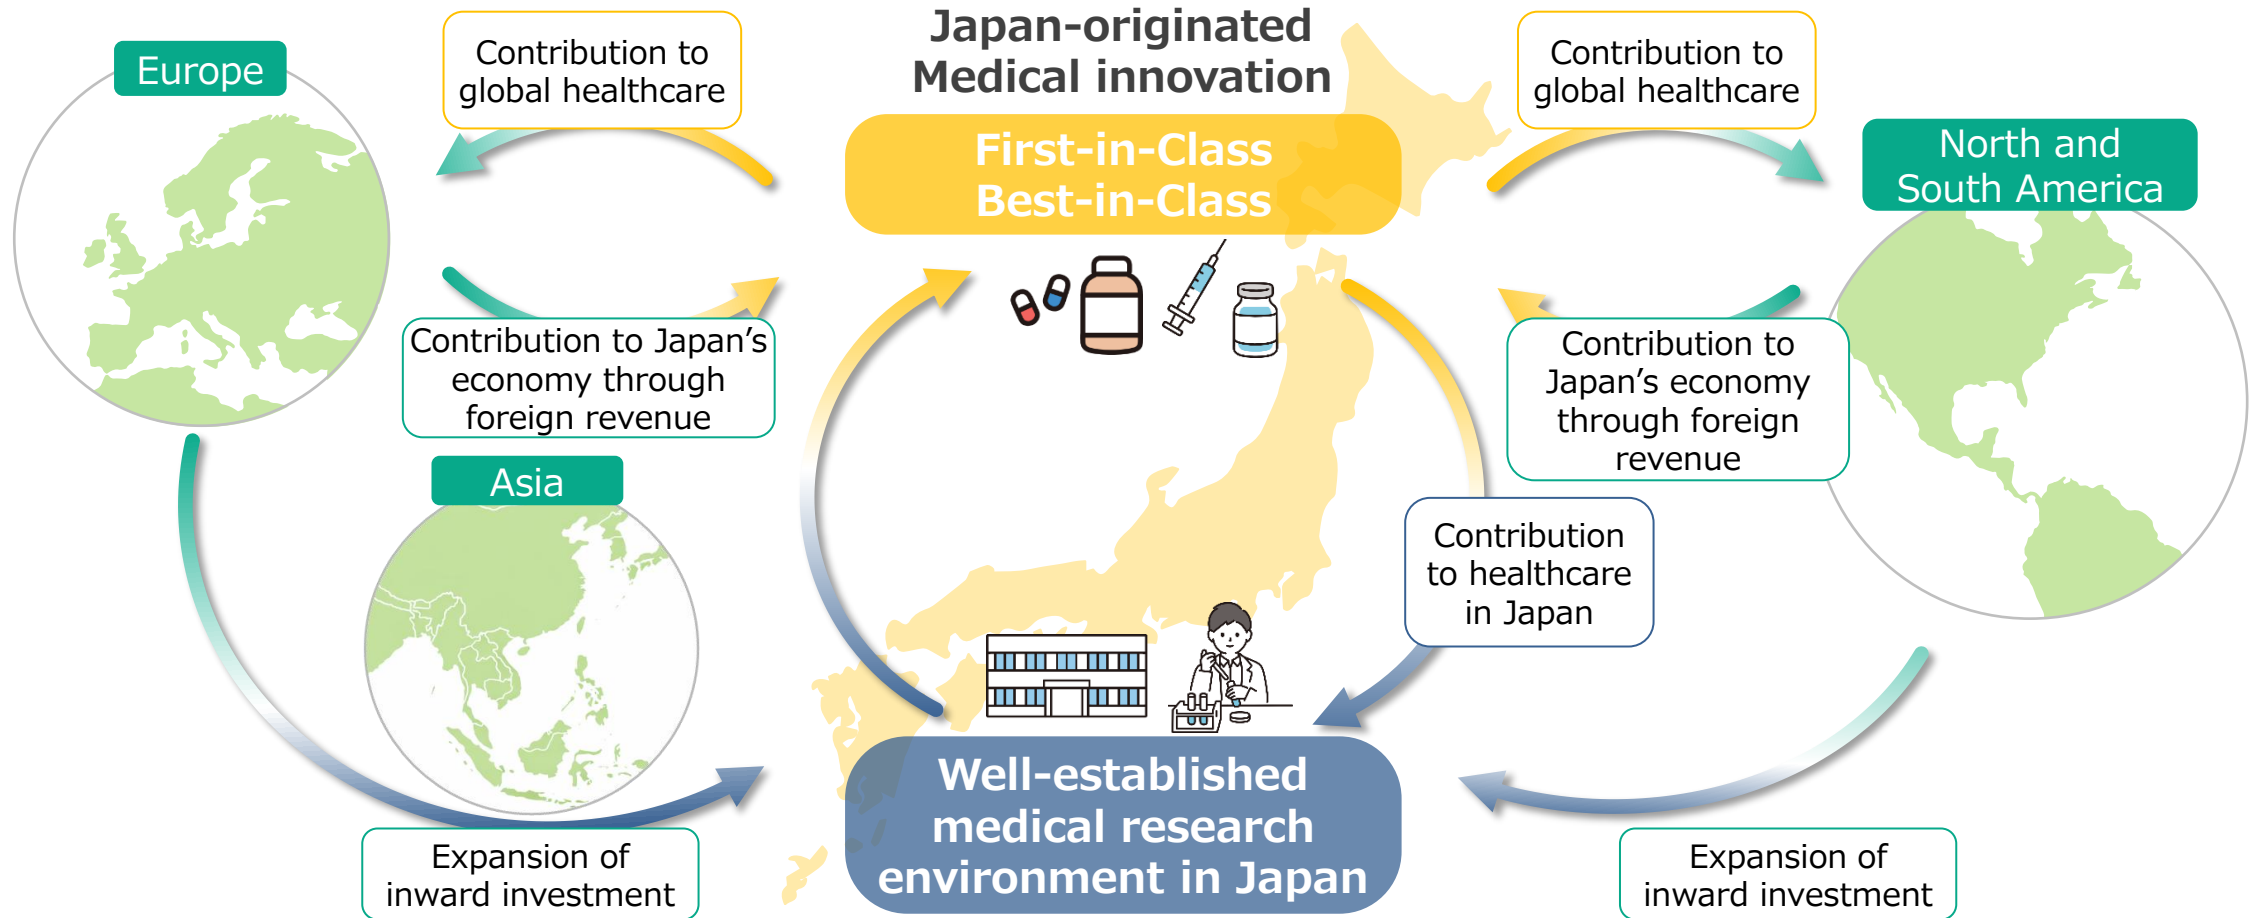 Japan-originated
Medical innovation
First-in-Class
Best-in-Class
Europe
Contribution to
global healthcare
Contribution to
global healthcare
North and
South America
Contribution to Japan’s
economy through
foreign revenue
Contribution to
Japan’s economy
through foreign
revenue
Asia
Contribution
to healthcare
in Japan
Well-established
medical research
environment in Japan
Expansion of
inward investment
Expansion of
inward investment